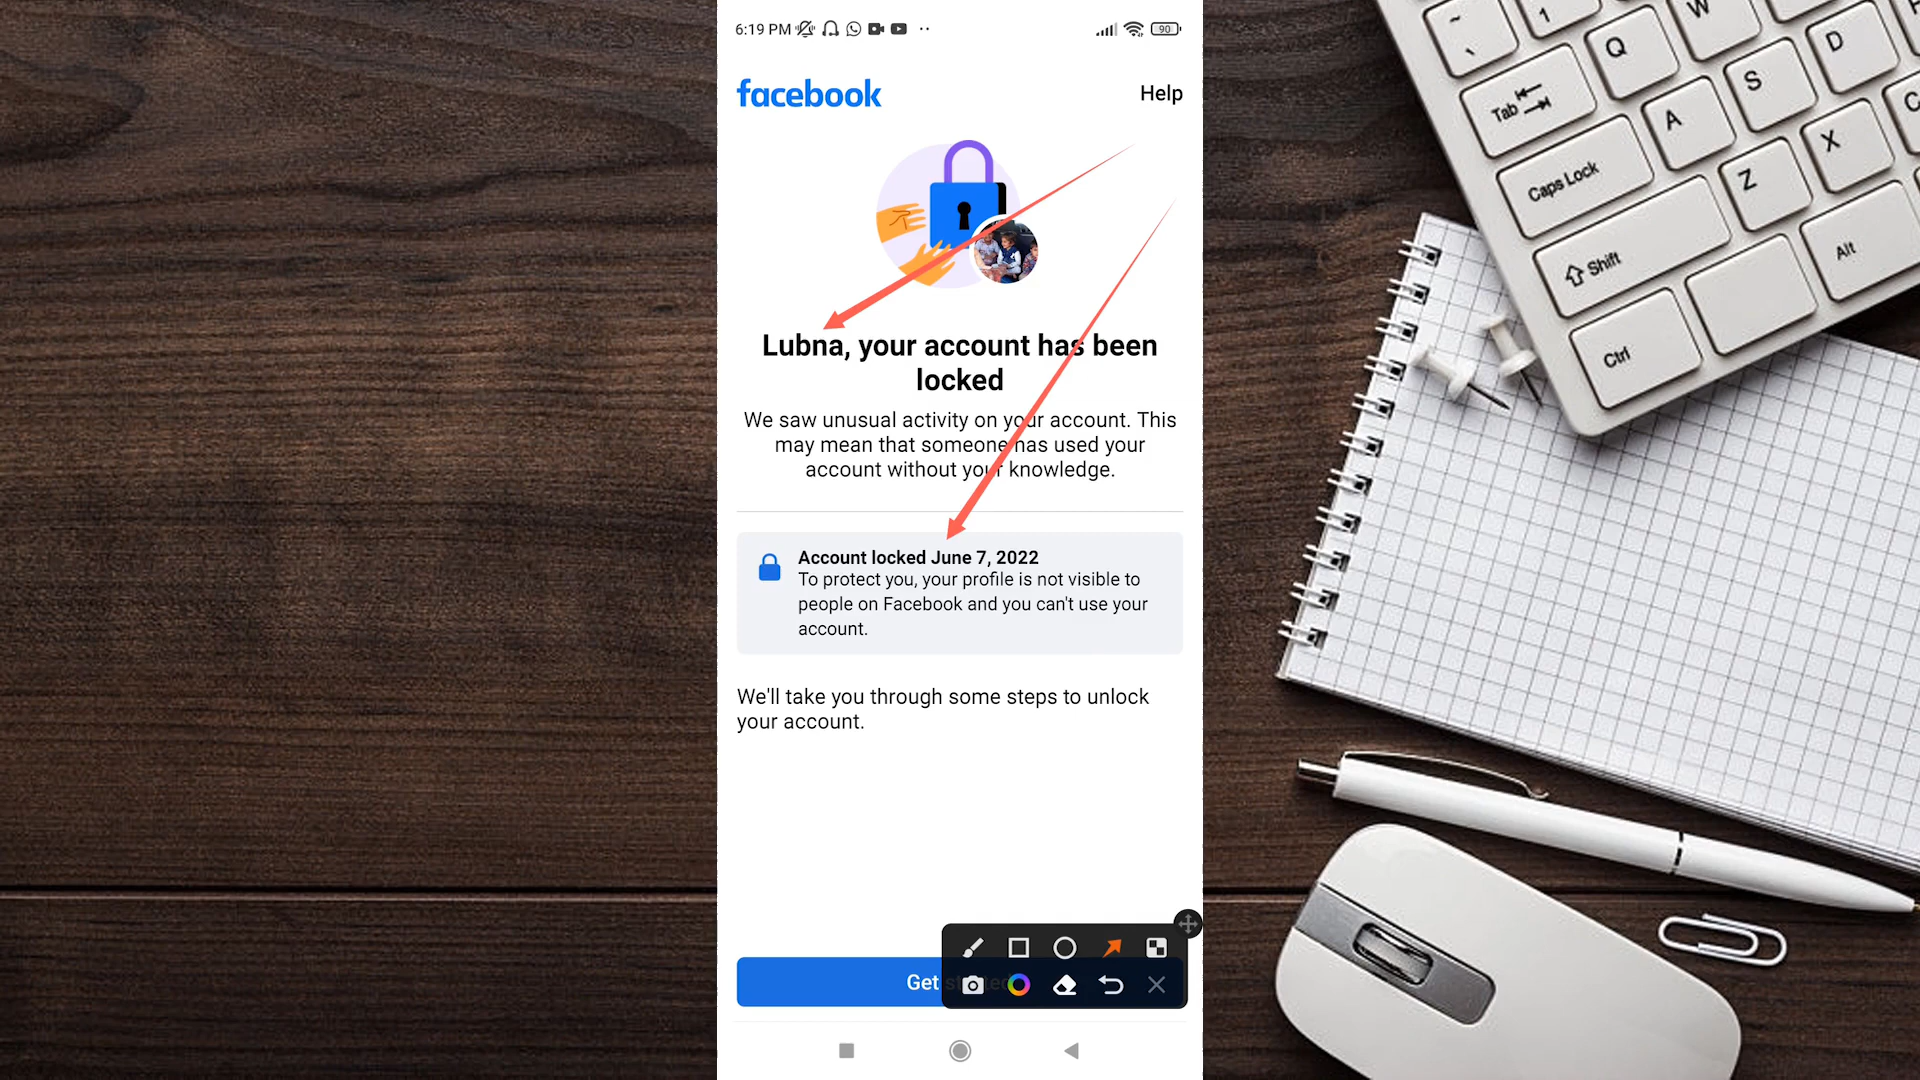 6:19 PM
90
facebook
Help
Lubna, your account has been
locked
We saw unusual activity on your account. This
may mean that someone has used your
account without your knowledge.
Account locked June 7, 2022
To protect you, your profile is not visible to
people on Facebook and you can't use your
account.
We'll take you through some steps to unlock
your account.
Get
~
1
W
Tab
Q
S
D
Caps Lock
A
X
Shift
Z
Alt
Ctrl